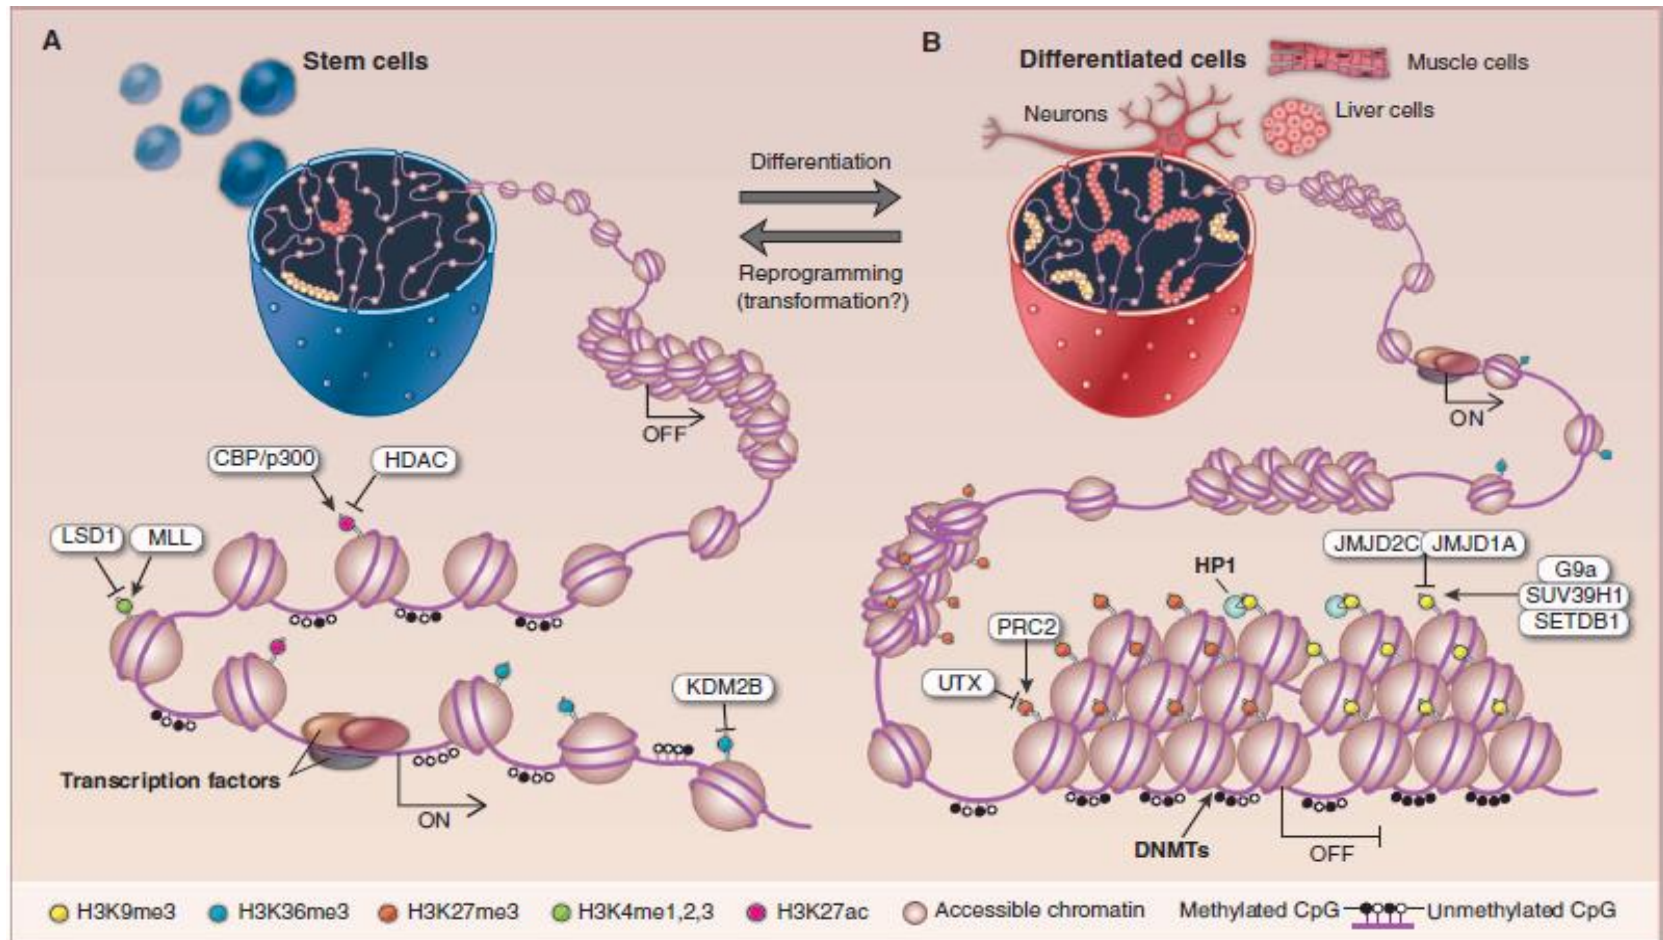 A
Stem cells
B
Differentiated cells
Muscle cells
Neurons
Liver cells
Differentiation
Reprogramming
(transformation?)
OFF
ON
CBP/p300
HDAC
LSD1
MLL
KDM2B
Transcription factors
ON
JMJD2C
JMJD1A
HP1
G9a
SUV39H1
SETDB1
PRC2
UTX
DNMTs
OFF
H3K9me3
H3K36me3
H3K27me3
H3K4me1,2,3
H3K27ac
Accessible chromatin
Methylated CpG
Unmethylated CpG